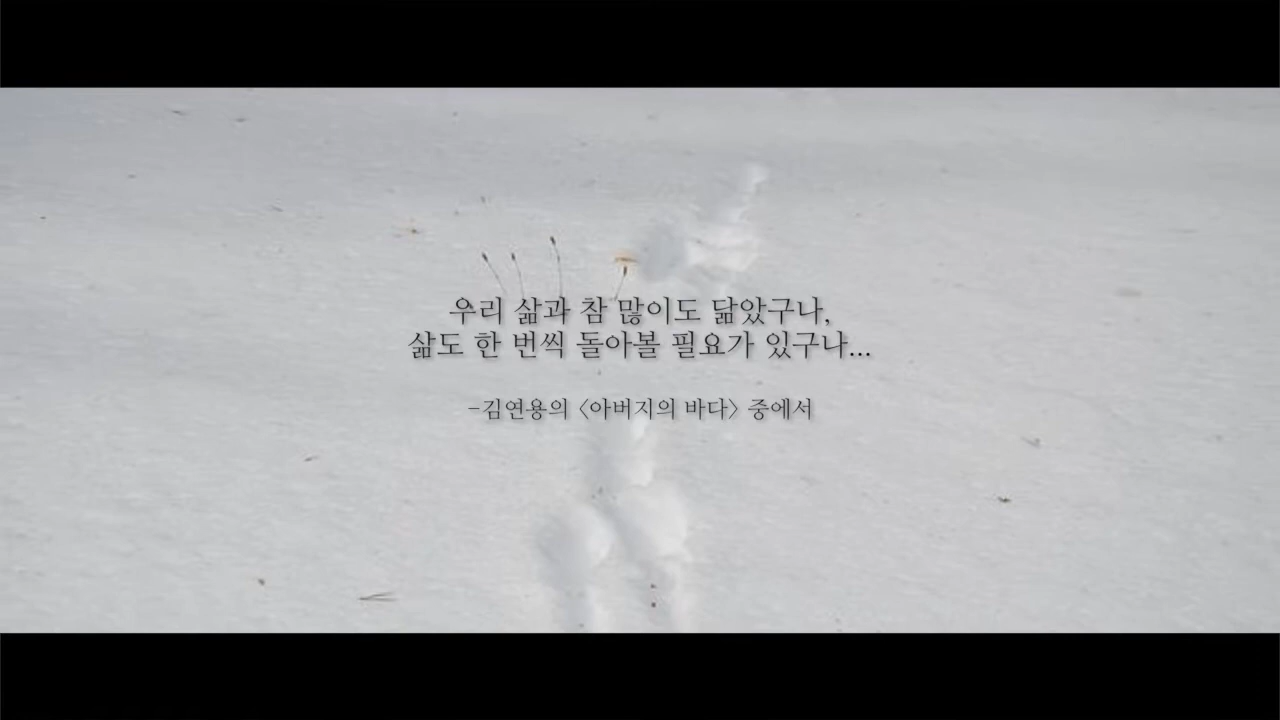 우리 삶과 참 많이도 닮았구나,
삶도 한 번씩 돌아볼 필요가 있구나...
-김연용의 〈아버지의 바다〉 중에서